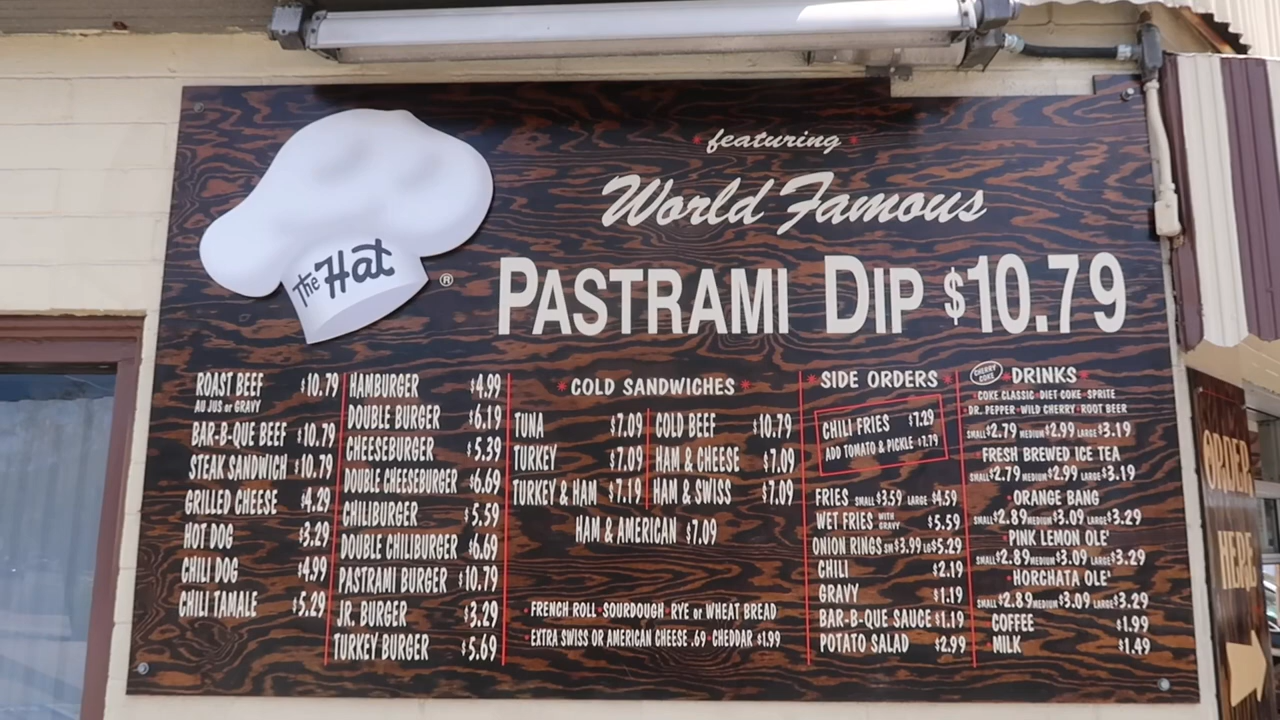 The Hat ®
featuring
World Famous
PASTRAMI DIP $10.79
ROAST BEEF $10.79
AU JUS or GRAVY
BAR-B-QUE BEEF $10.79
STEAK SANDWICH $10.79
GRILLED CHEESE $4.29
HOT DOG $3.29
CHILI DOG $4.99
CHILI TAMALE $5.29
HAMBURGER $4.99
DOUBLE BURGER $6.19
CHEESEBURGER $5.39
DOUBLE CHEESEBURGER $6.69
CHILIBURGER $5.59
DOUBLE CHILIBURGER $6.69
PASTRAMI BURGER $10.79
JR. BURGER $3.29
TURKEY BURGER $5.69
COLD SANDWICHES
TUNA $7.09
TURKEY $7.09
TURKEY & HAM $7.19
COLD BEEF $10.79
HAM & CHEESE $7.09
HAM & SWISS $7.09
HAM & AMERICAN $7.09
FRENCH ROLL SOURDOUGH RYE or WHEAT BREAD
EXTRA SWISS OR AMERICAN CHEESE .69 CHEDDAR $1.99
SIDE ORDERS
CHILI FRIES $7.29
ADD TOMATO & PICKLE $1.79
FRIES SMALL $3.59 LARGE $4.59
WET FRIES WITH GRAVY $5.59
ONION RINGS SM $3.99 LG $5.29
CHILI $2.19
GRAVY $1.19
BAR-B-QUE SAUCE $1.19
POTATO SALAD $2.99
CHERRY COKE
DRINKS
COKE CLASSIC DIET COKE SPRITE
DR. PEPPER WILD CHERRY ROOT BEER
SMALL $2.79 MEDIUM $2.99 LARGE $3.19
FRESH BREWED ICE TEA
SMALL $2.79 MEDIUM $2.99 LARGE $3.19
ORANGE BANG
SMALL $2.89 MEDIUM $3.09 LARGE $3.29
PINK LEMON OLE'
SMALL $2.89 MEDIUM $3.09 LARGE $3.29
HORCHATA OLE'
SMALL $2.89 MEDIUM $3.09 LARGE $3.29
COFFEE $1.99
MILK $1.49
ORDER
HERE